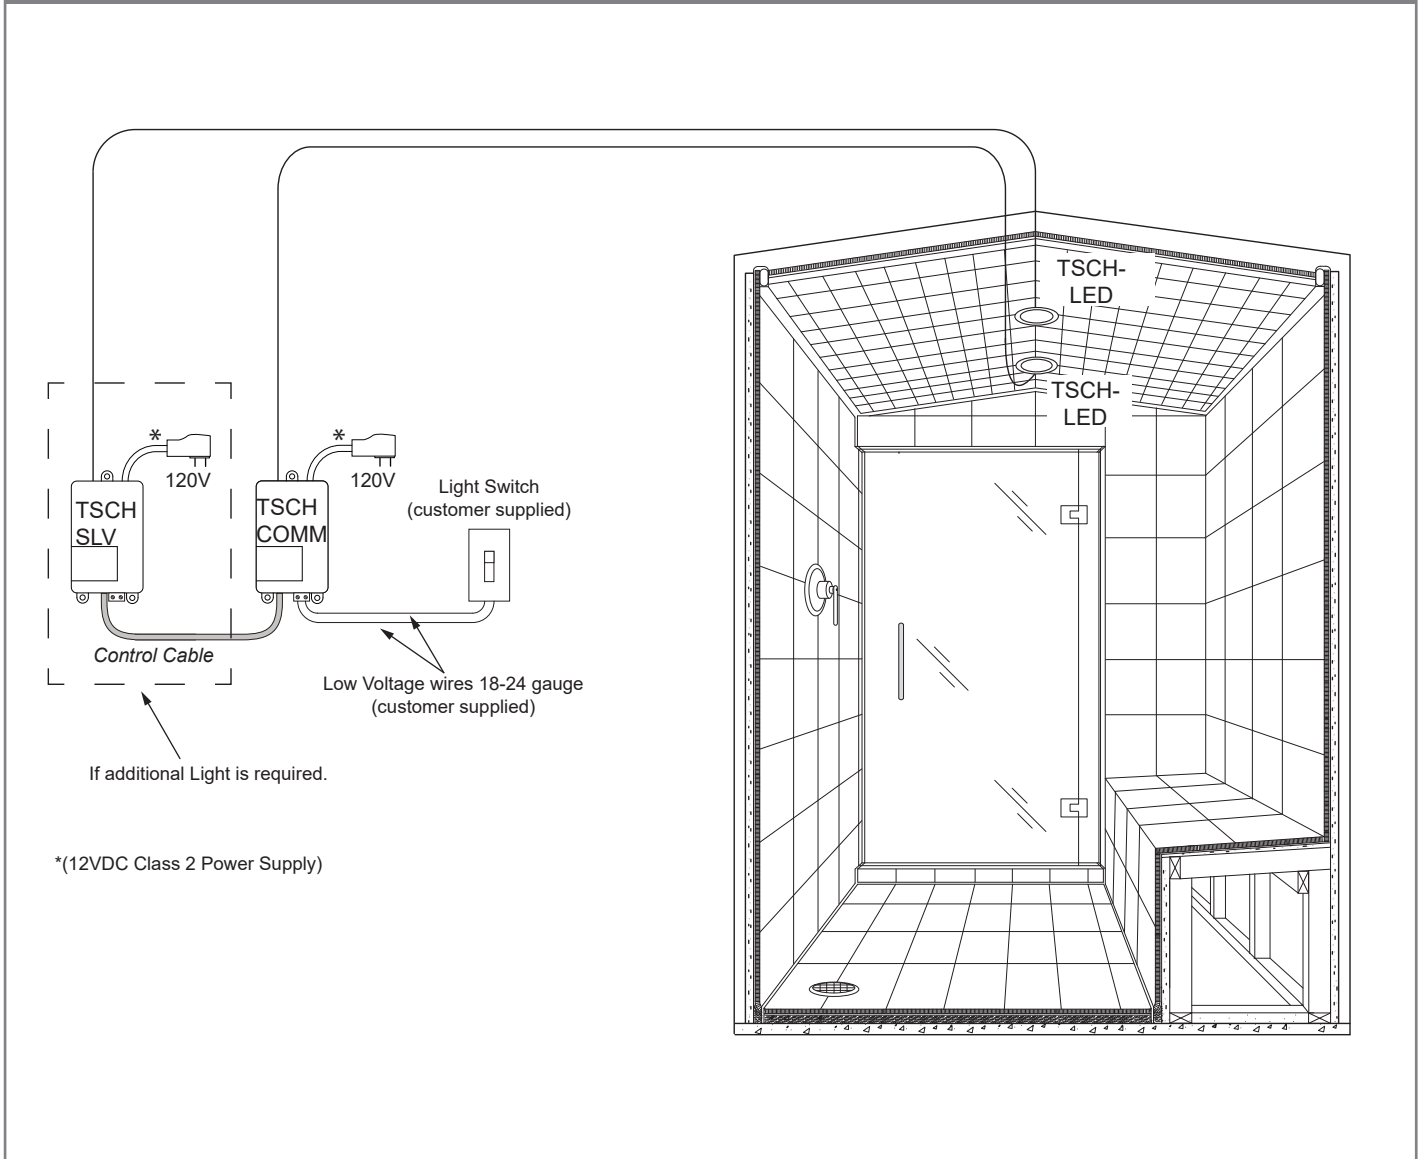 TSCH-
LED
TSCH-
LED
*
120V
TSCH
SLV
*
120V
TSCH
COMM
Light Switch
(customer supplied)
Control Cable
Low Voltage wires 18-24 gauge
(customer supplied)
If additional Light is required.
*(12VDC Class 2 Power Supply)